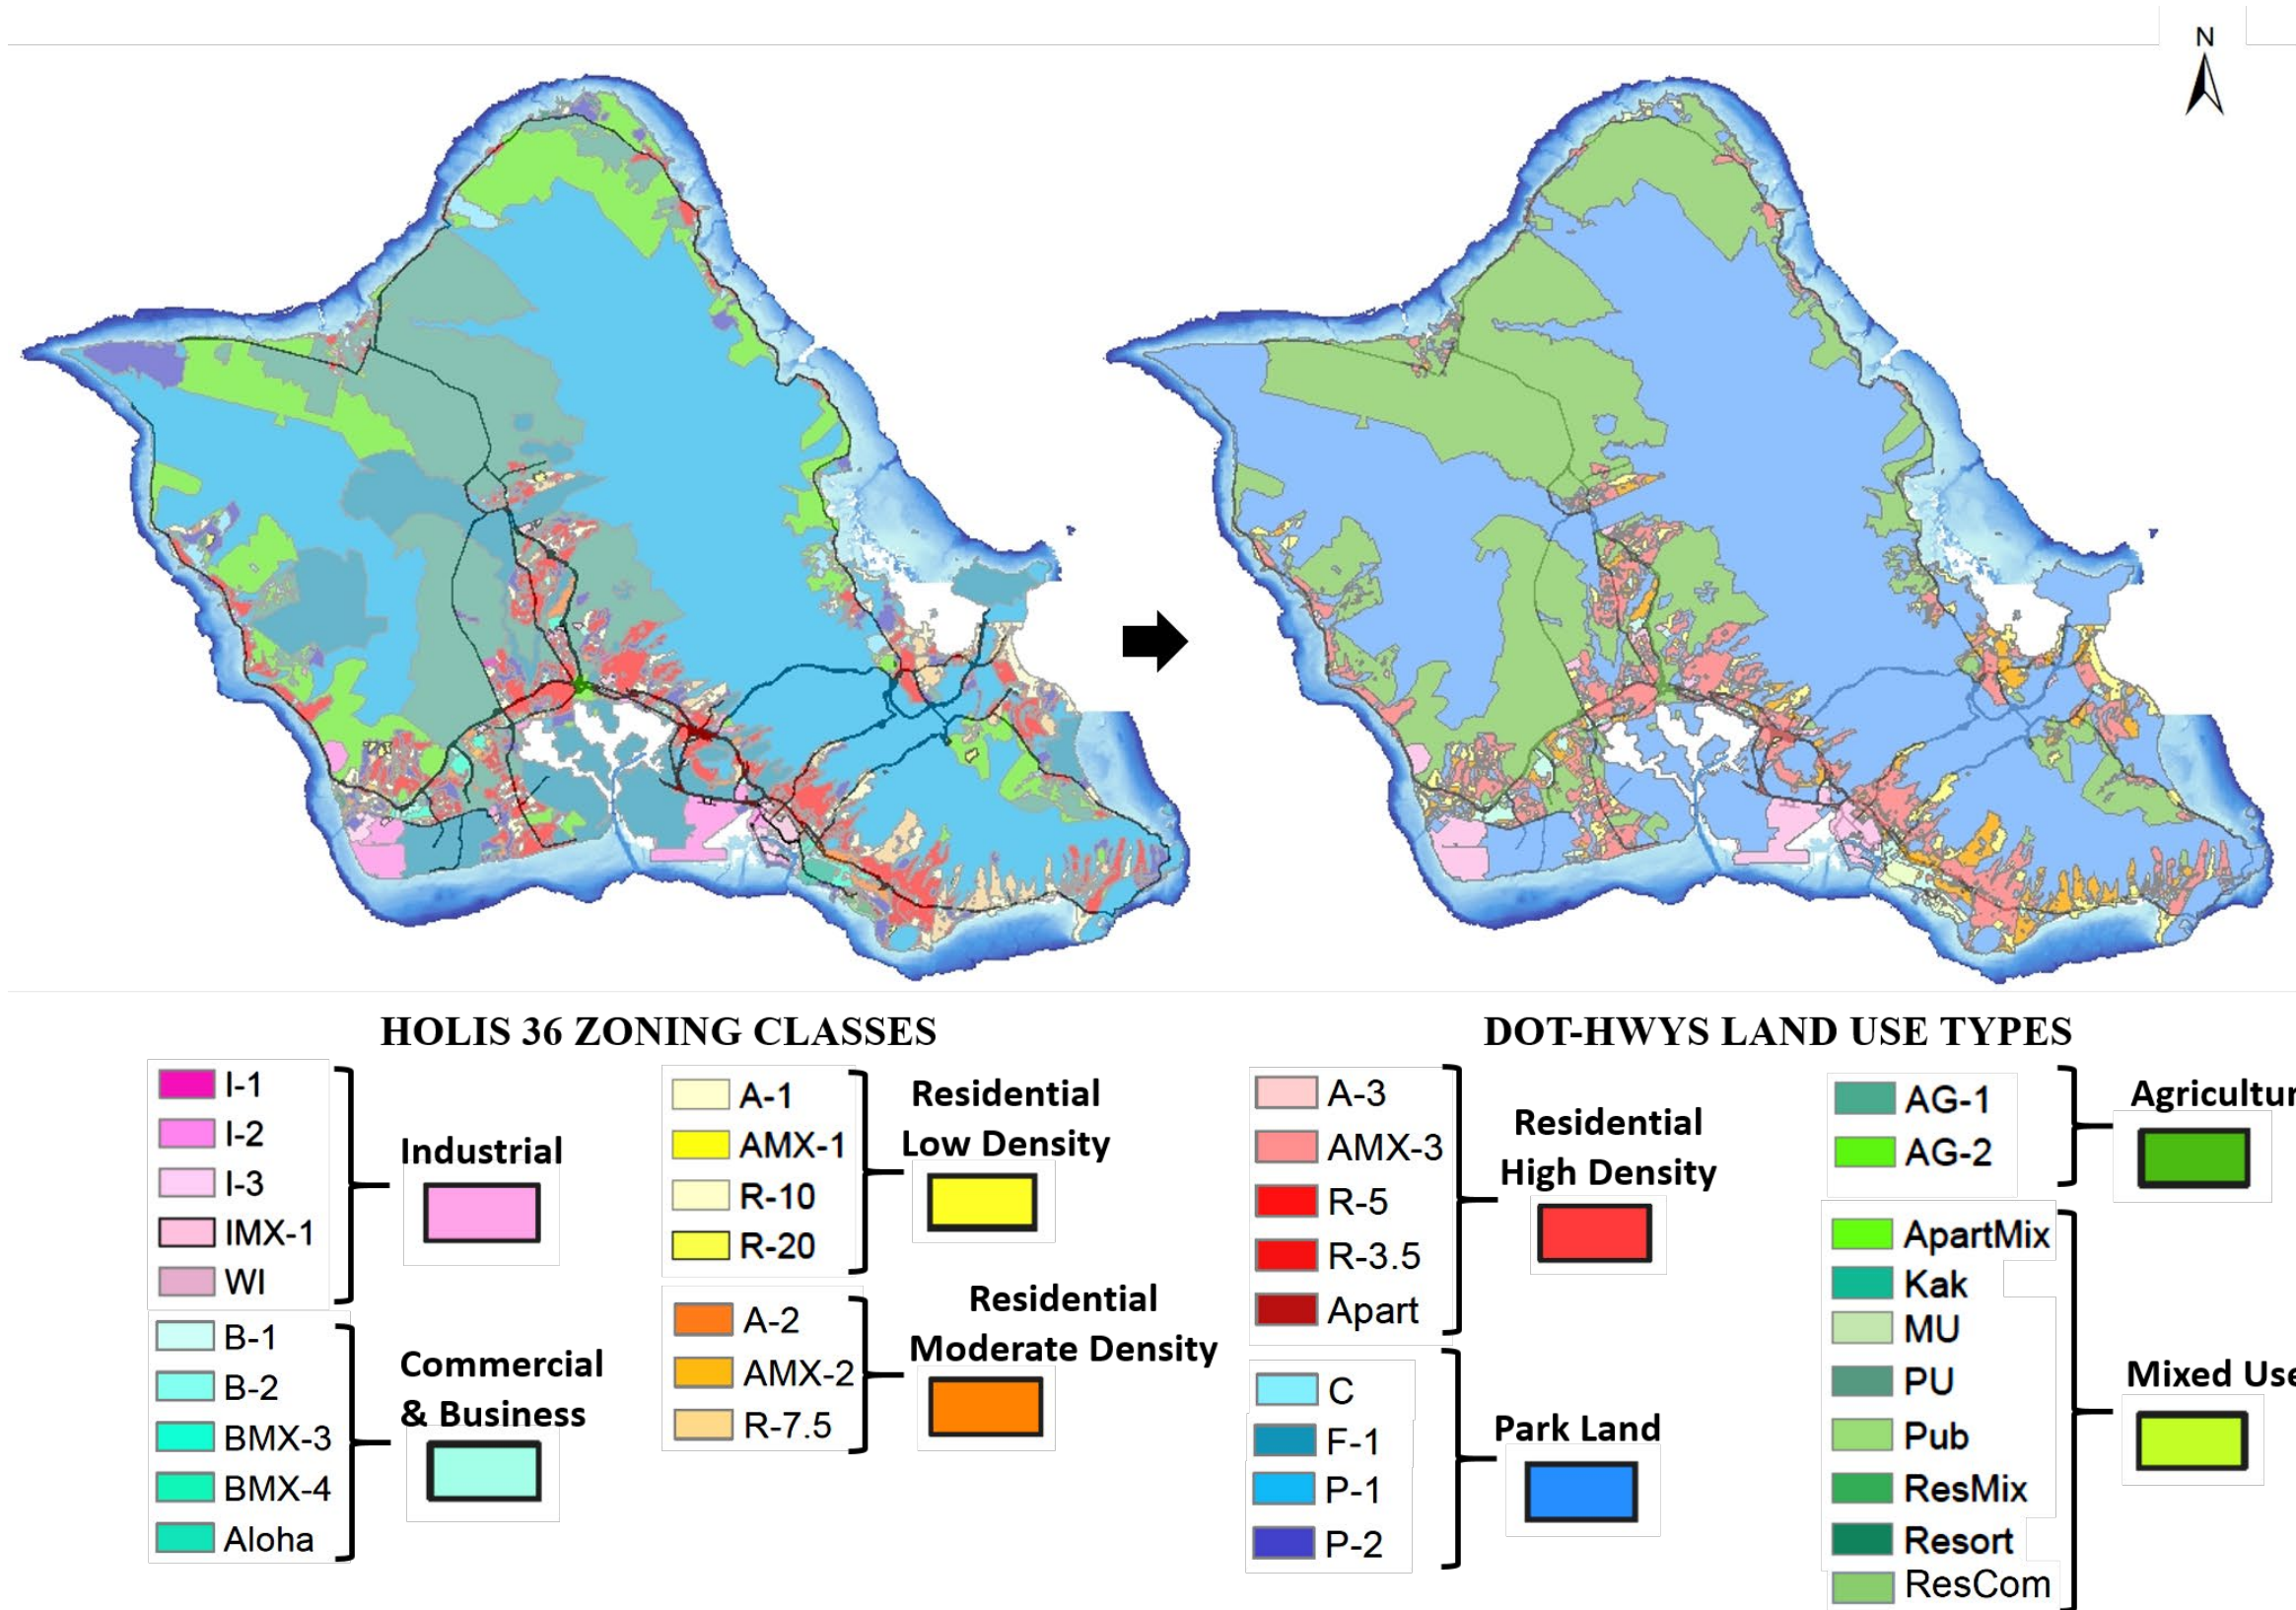 N
HOLIS 36 ZONING CLASSES
I-1
I-2
I-3
IMX-1
WI
Industrial
B-1
B-2
BMX-3
BMX-4
Aloha
Commercial
& Business
A-1
AMX-1
R-10
R-20
Residential
Low Density
A-2
AMX-2
R-7.5
Residential
Moderate Density
DOT-HWYS LAND USE TYPES
A-3
AMX-3
R-5
R-3.5
Apart
Residential
High Density
C
F-1
P-1
P-2
Park Land
AG-1
AG-2
Agricultur
ApartMix
Kak
MU
PU
Pub
ResMix
Resort
ResCom
Mixed Use